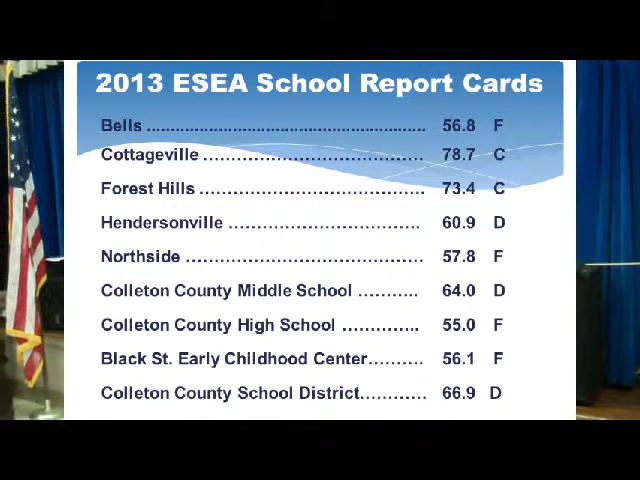 2013 ESEA School Report Cards
Bells ............................................................ 56.8 F
Cottageville ……………………………….… 78.7 C
Forest Hills ………………………………….. 73.4 C
Hendersonville …………………………….. 60.9 D
Northside …………………………………… 57.8 F
Colleton County Middle School ……….. 64.0 D
Colleton County High School ………….. 55.0 F
Black St. Early Childhood Center………. 56.1 F
Colleton County School District………… 66.9 D